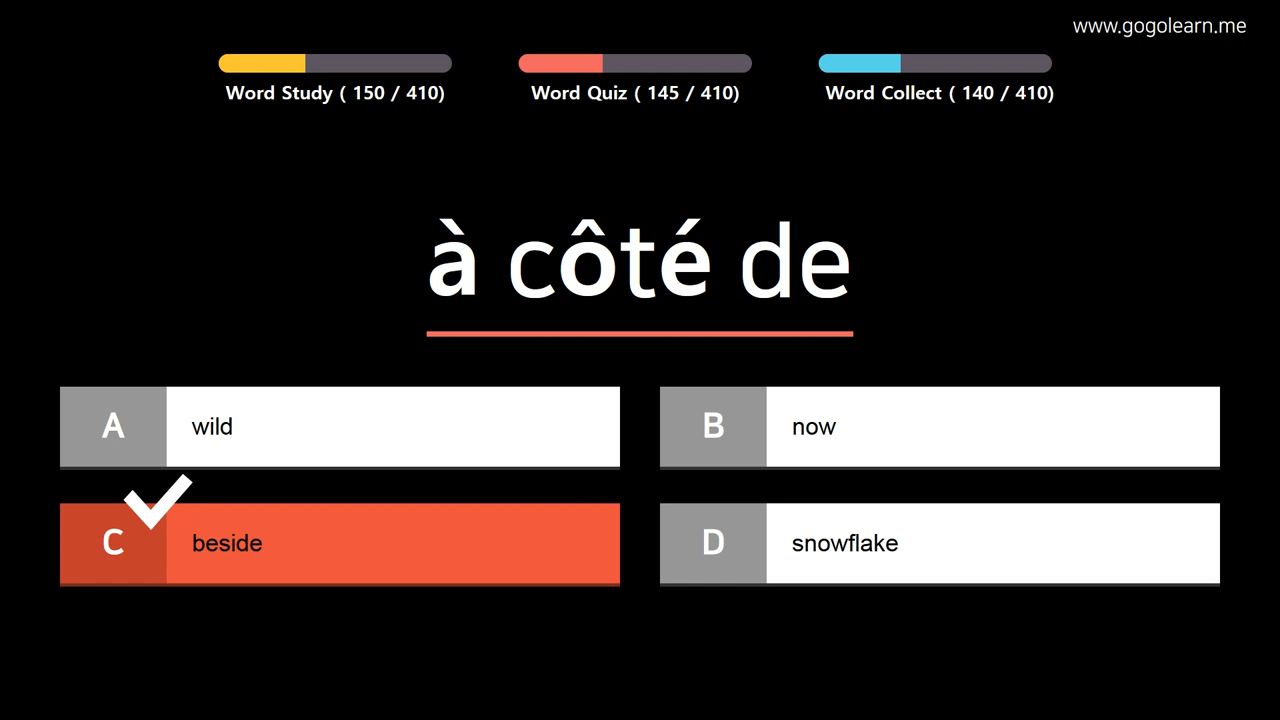 www.gogolearn.me
Word Study ( 150 / 410)
Word Quiz ( 145 / 410)
Word Collect ( 140 / 410)
à côté de
A wild
B now
C beside
D snowflake